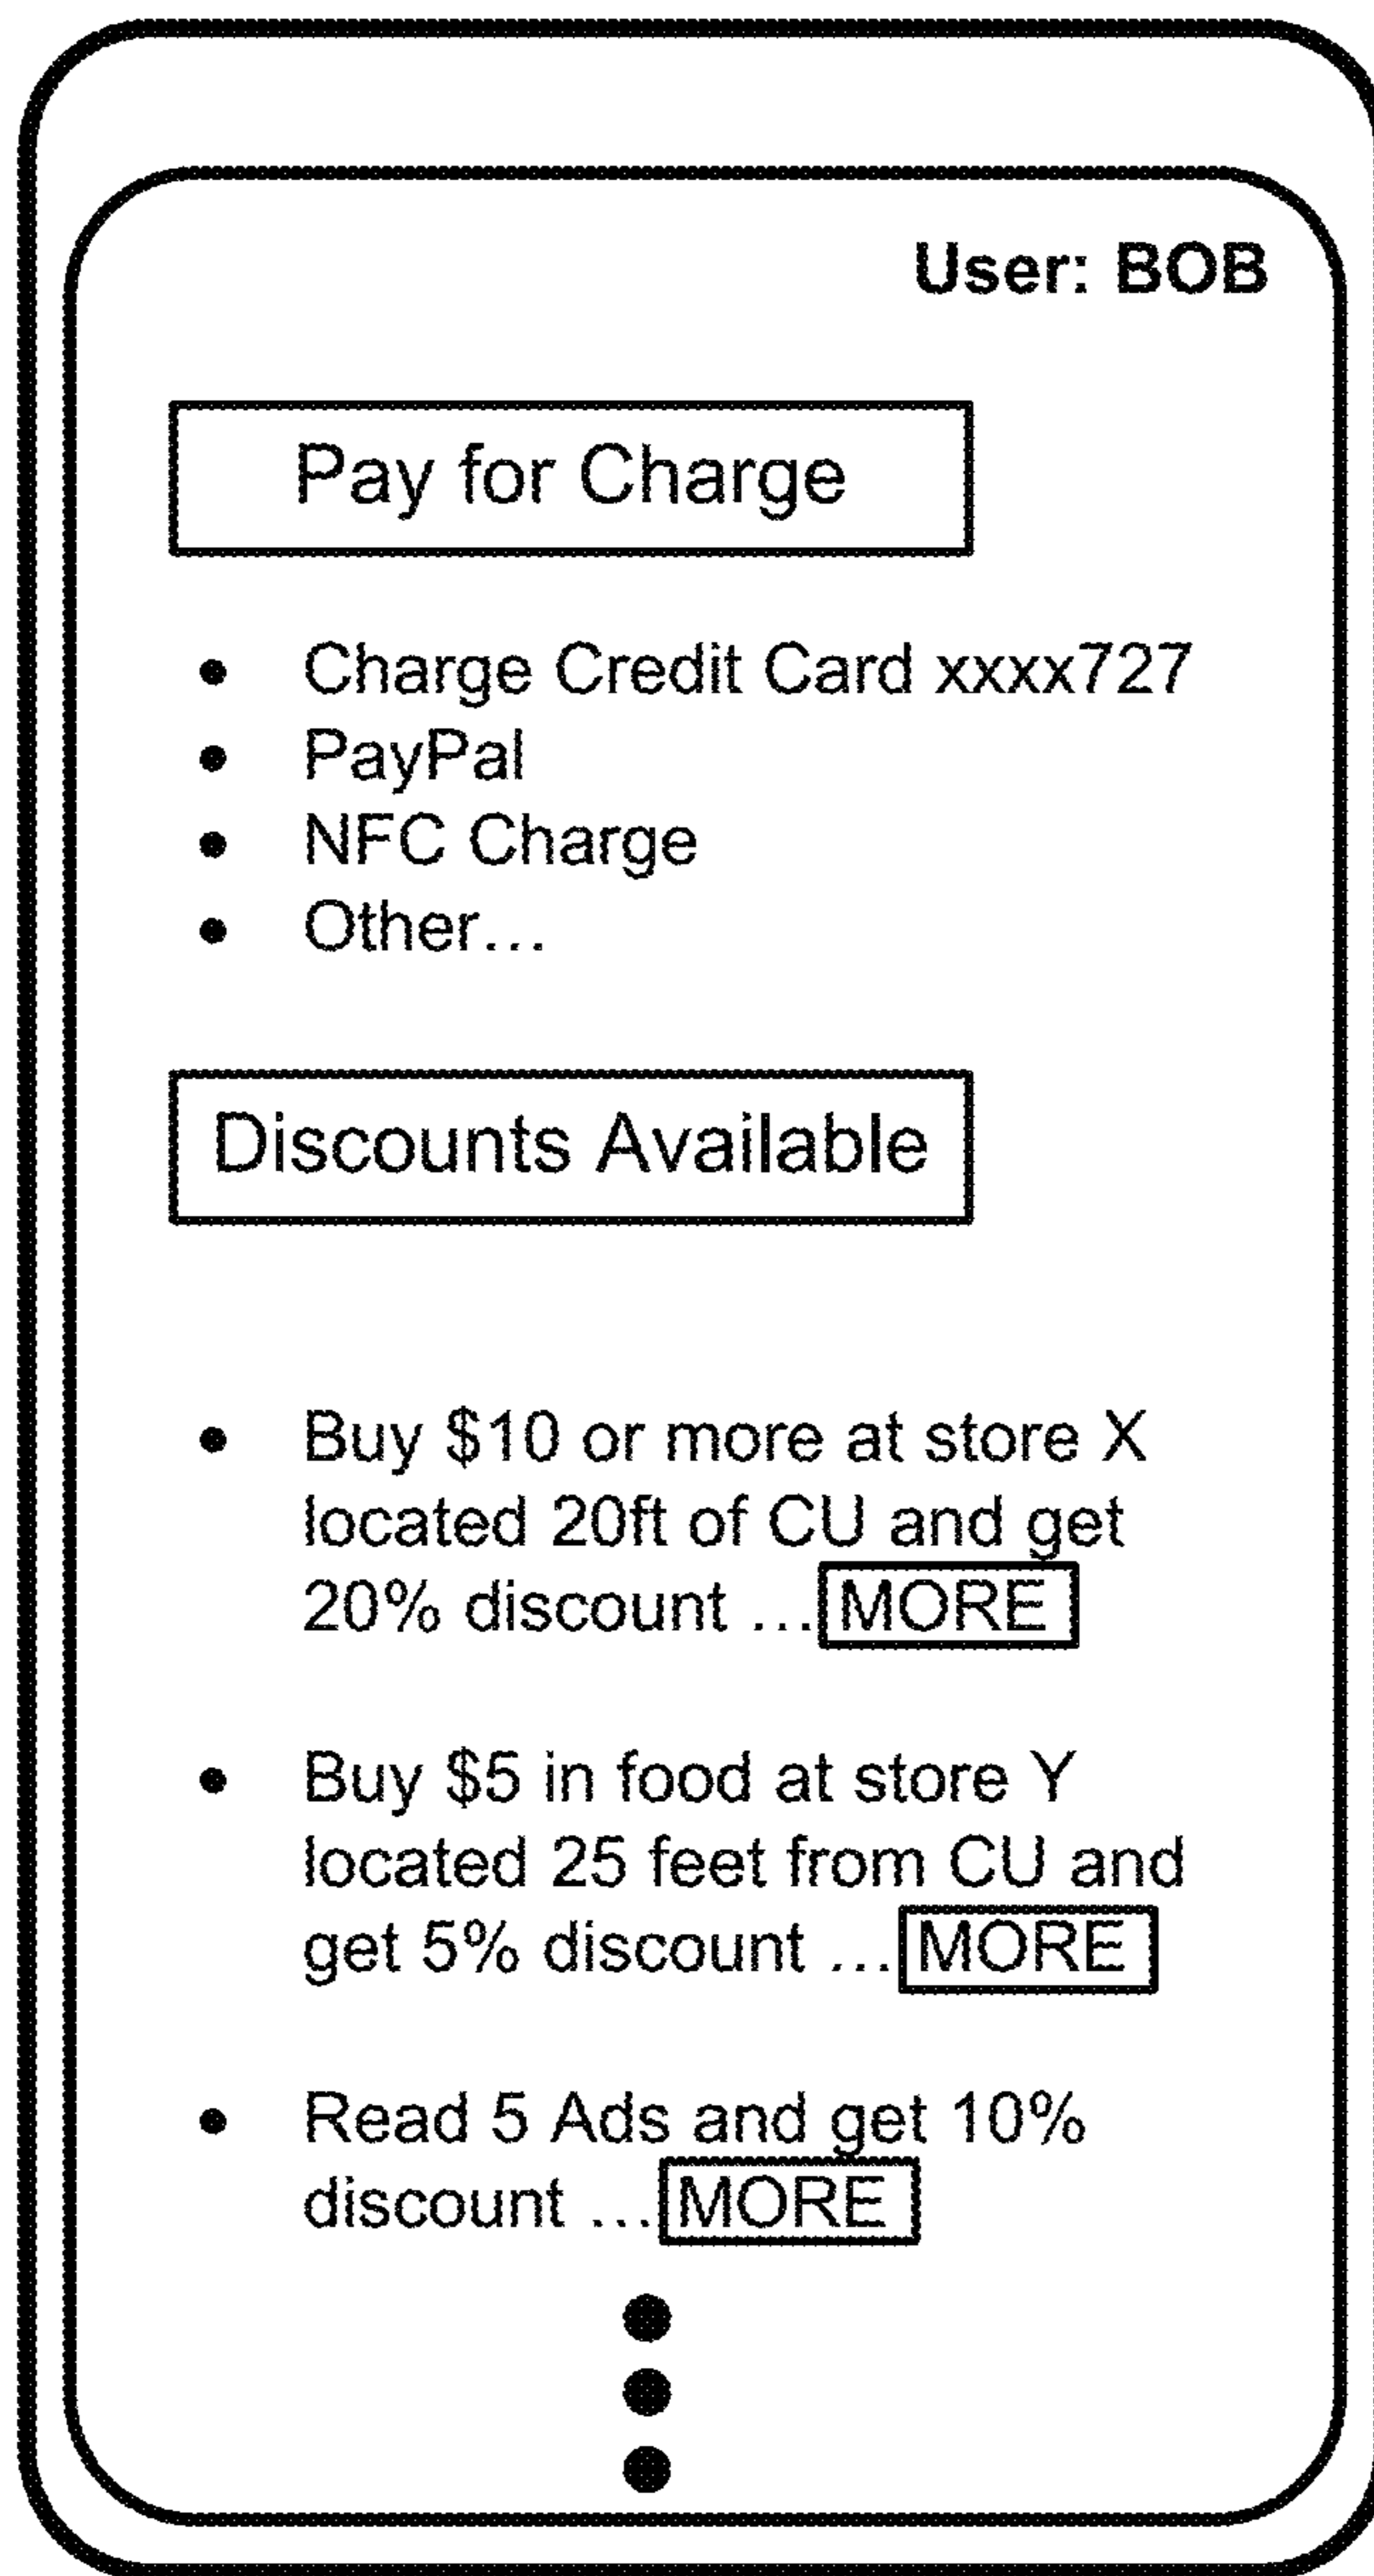 User: BOB
Pay for Charge
• Charge Credit Card xxxx727
• PayPal
• NFC Charge
• Other...
Discounts Available
• Buy $10 or more at store X
located 20ft of CU and get
20% discount ... MORE
• Buy $5 in food at store Y
located 25 feet from CU and
get 5% discount ... MORE
• Read 5 Ads and get 10%
discount ... MORE